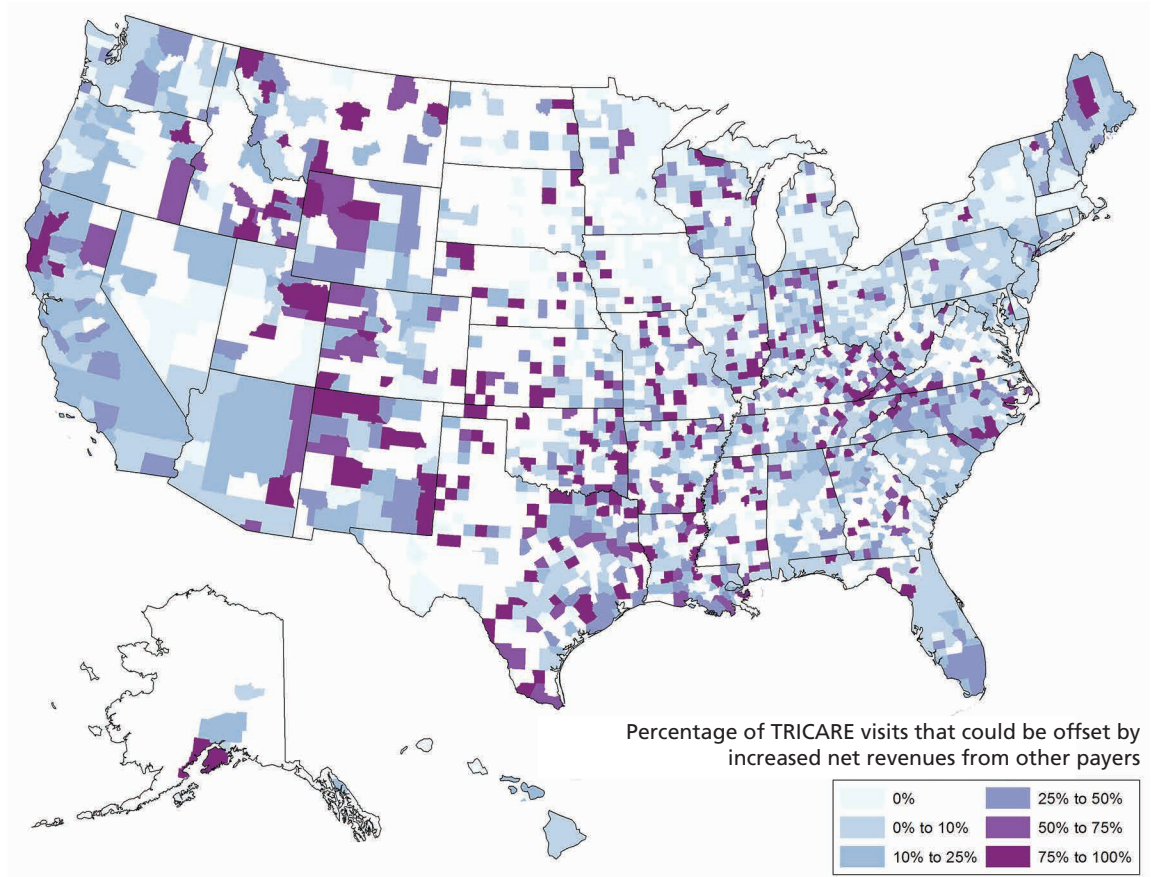 Percentage of TRICARE visits that could be offset by
increased net revenues from other payers
0%
0% to 10%
10% to 25%
25% to 50%
50% to 75%
75% to 100%